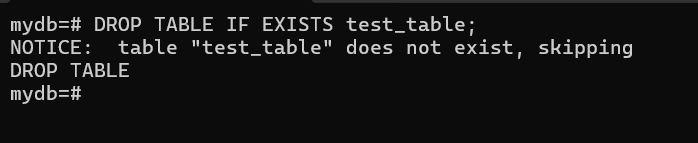 mydb=# DROP TABLE IF EXISTS test_table;
NOTICE:  table "test_table" does not exist, skipping
DROP TABLE
mydb=#